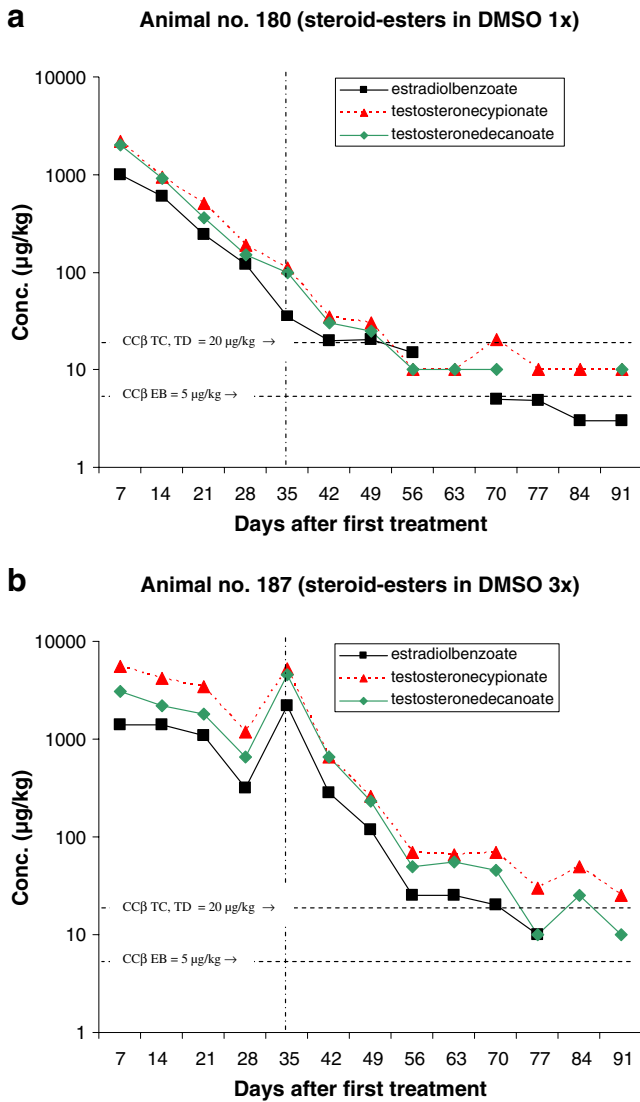 a
Animal no. 180 (steroid-esters in DMSO 1x)
10000
1000
100
10
1
Conc. (µg/kg)
estradiolbenzoate
testosteronecypionate
testosteronedecanoate
CCβ TC, TD = 20 µg/kg →
CCβ EB = 5 µg/kg →
7 14 21 28 35 42 49 56 63 70 77 84 91
Days after first treatment
b
Animal no. 187 (steroid-esters in DMSO 3x)
10000
1000
100
10
1
Conc. (µg/kg)
estradiolbenzoate
testosteronecypionate
testosteronedecanoate
CCβ TC, TD = 20 µg/kg →
CCβ EB = 5 µg/kg →
7 14 21 28 35 42 49 56 63 70 77 84 91
Days after first treatment